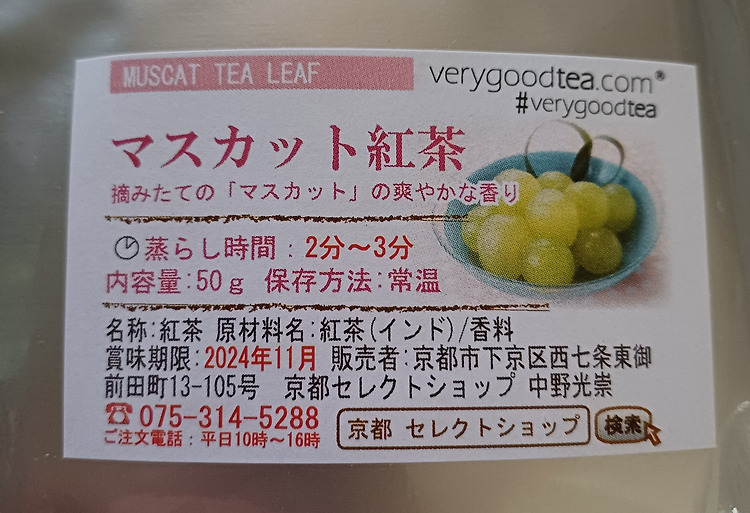 MUSCAT TEA LEAF
verygoodtea.com®
#verygoodtea
マスカット紅茶
摘みたての「マスカット」の爽やかな香り
蒸らし時間：2分～3分
内容量:50ｇ 保存方法:常温
名称:紅茶 原材料名:紅茶(インド)/香料
賞味期限:2024年11月 販売者:京都市下京区西七条東御
前田町13-105号 京都セレクトショップ 中野光崇
☎075-314-5288
ご注文電話：平日10時～16時
京都 セレクトショップ 検索